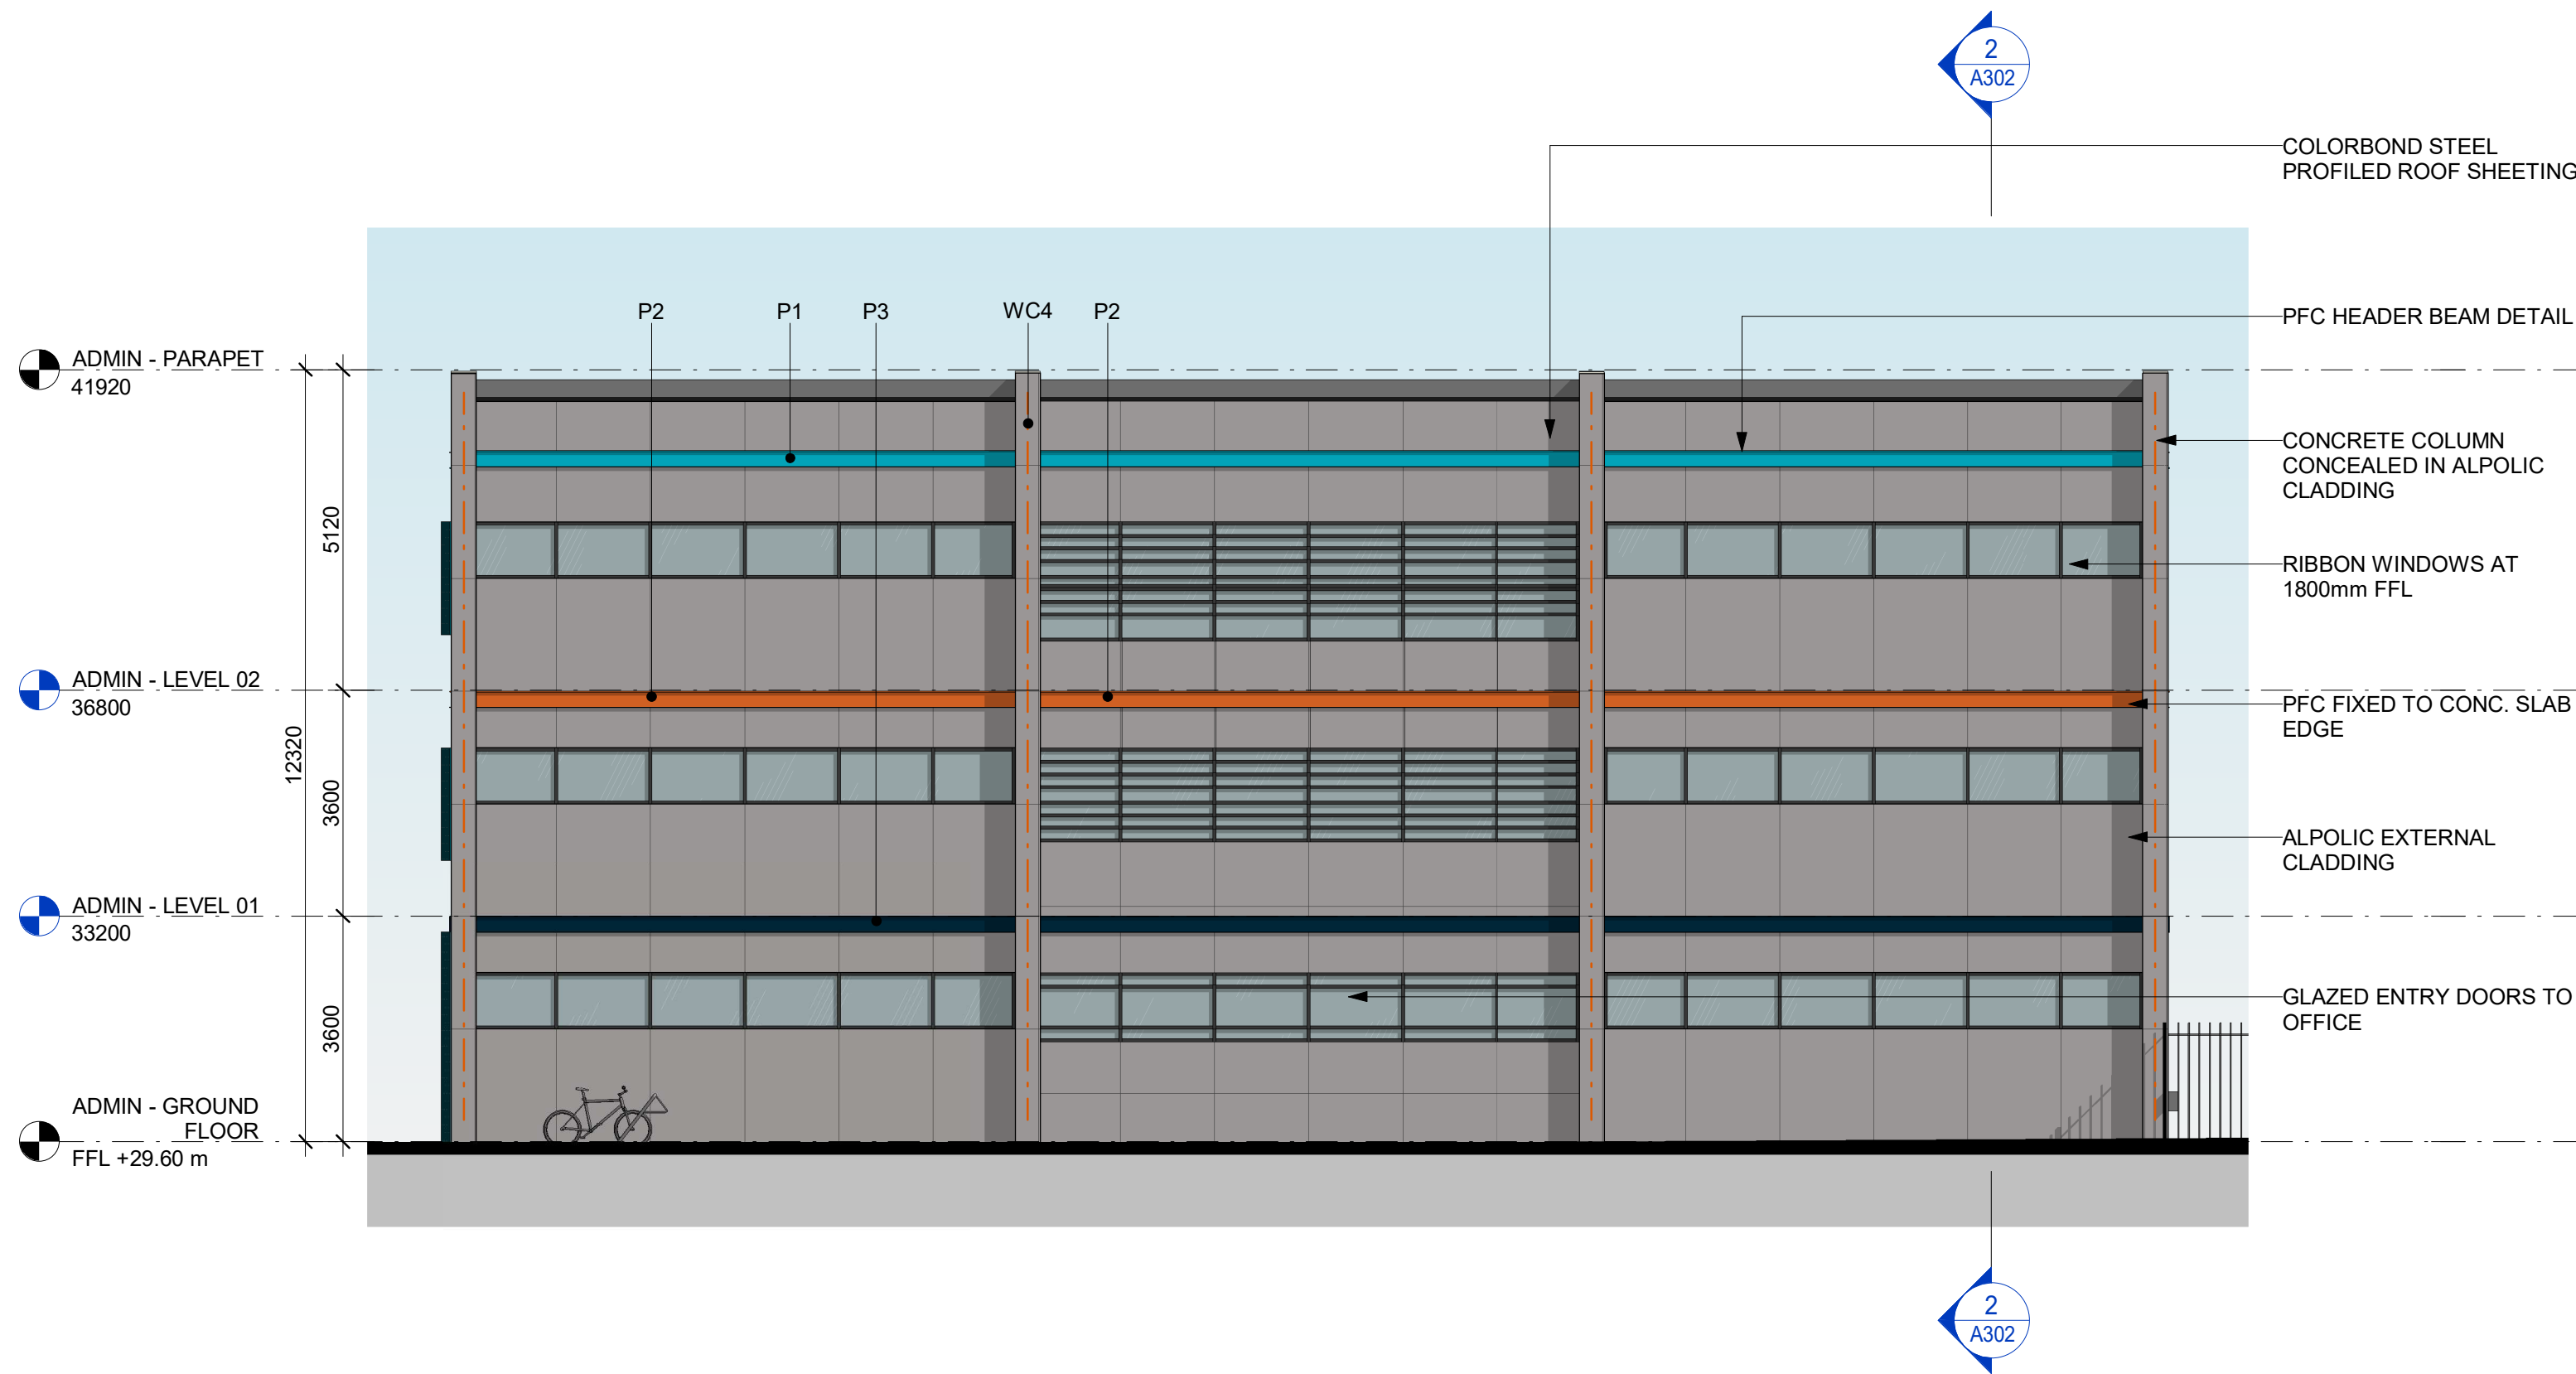 2
A302
COLORBOND STEEL
PROFILED ROOF SHEETING
P2
P1
P3
WC4
P2
PFC HEADER BEAM DETAIL
ADMIN - PARAPET
41920
CONCRETE COLUMN
CONCEALED IN ALPOLIC
CLADDING
5120
RIBBON WINDOWS AT
1800mm FFL
ADMIN - LEVEL 02
36800
PFC FIXED TO CONC. SLAB
EDGE
12320
3600
ALPOLIC EXTERNAL
CLADDING
ADMIN - LEVEL 01
33200
GLAZED ENTRY DOORS TO
OFFICE
3600
ADMIN - GROUND
FLOOR
FFL +29.60 m
2
A302